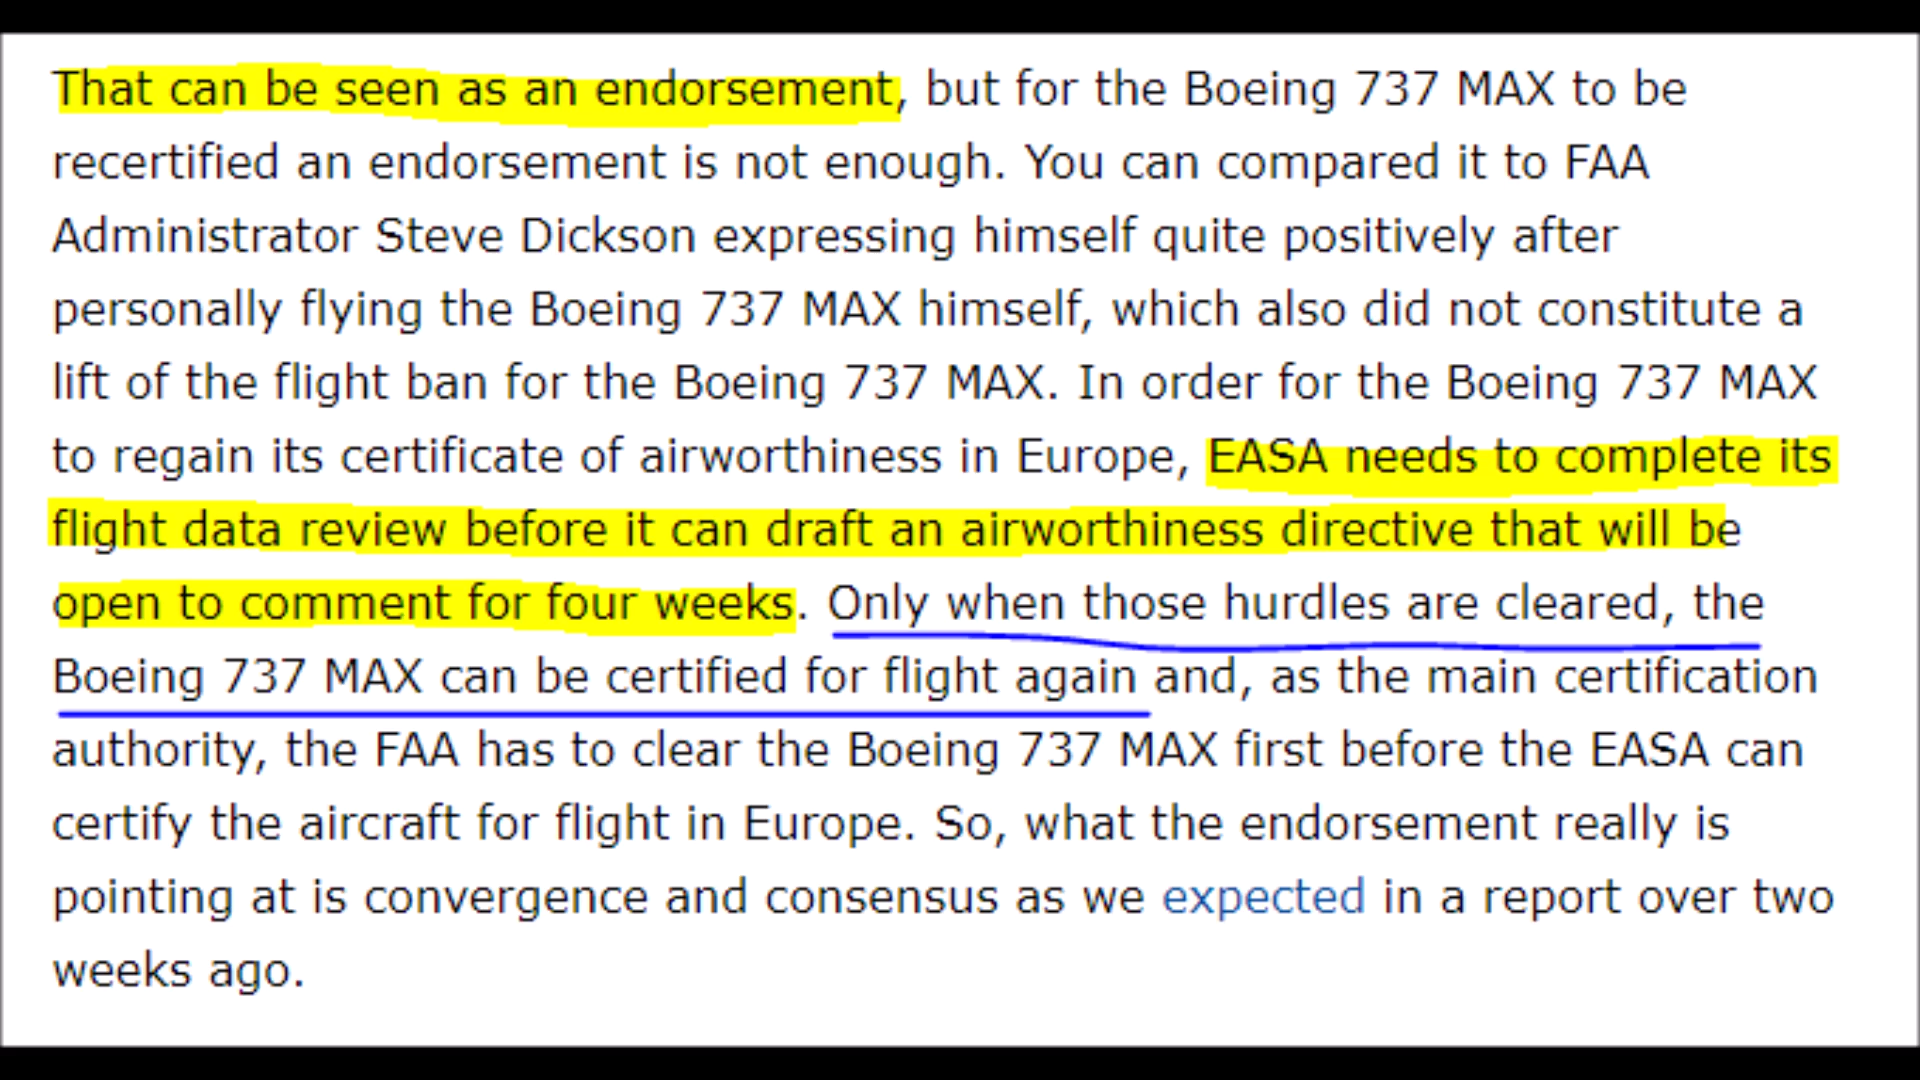 That can be seen as an endorsement, but for the Boeing 737 MAX to be
recertified an endorsement is not enough. You can compared it to FAA
Administrator Steve Dickson expressing himself quite positively after
personally flying the Boeing 737 MAX himself, which also did not constitute a
lift of the flight ban for the Boeing 737 MAX. In order for the Boeing 737 MAX
to regain its certificate of airworthiness in Europe, EASA needs to complete its
flight data review before it can draft an airworthiness directive that will be
open to comment for four weeks. Only when those hurdles are cleared, the
Boeing 737 MAX can be certified for flight again and, as the main certification
authority, the FAA has to clear the Boeing 737 MAX first before the EASA can
certify the aircraft for flight in Europe. So, what the endorsement really is
pointing at is convergence and consensus as we expected in a report over two
weeks ago.